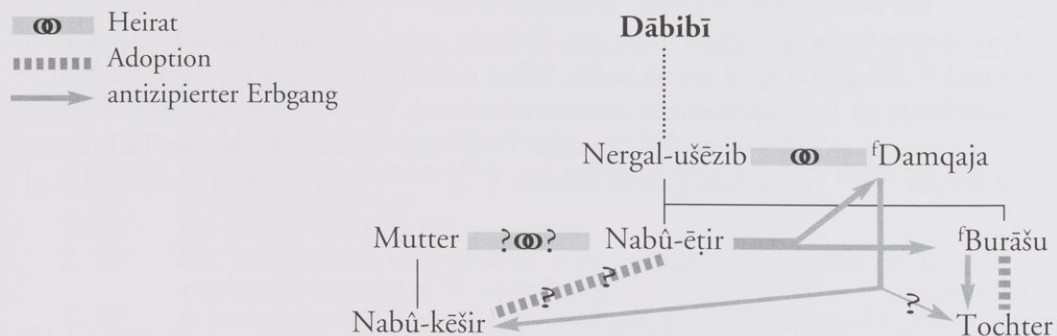 Heirat
Adoption
antizipierter Erbgang
Dābibī
Nergal-ušēzib ᶠDamqaja
Mutter ? ? Nabû-ēṭir ᶠBurāšu
? ? ?
Nabû-kēšir Tochter